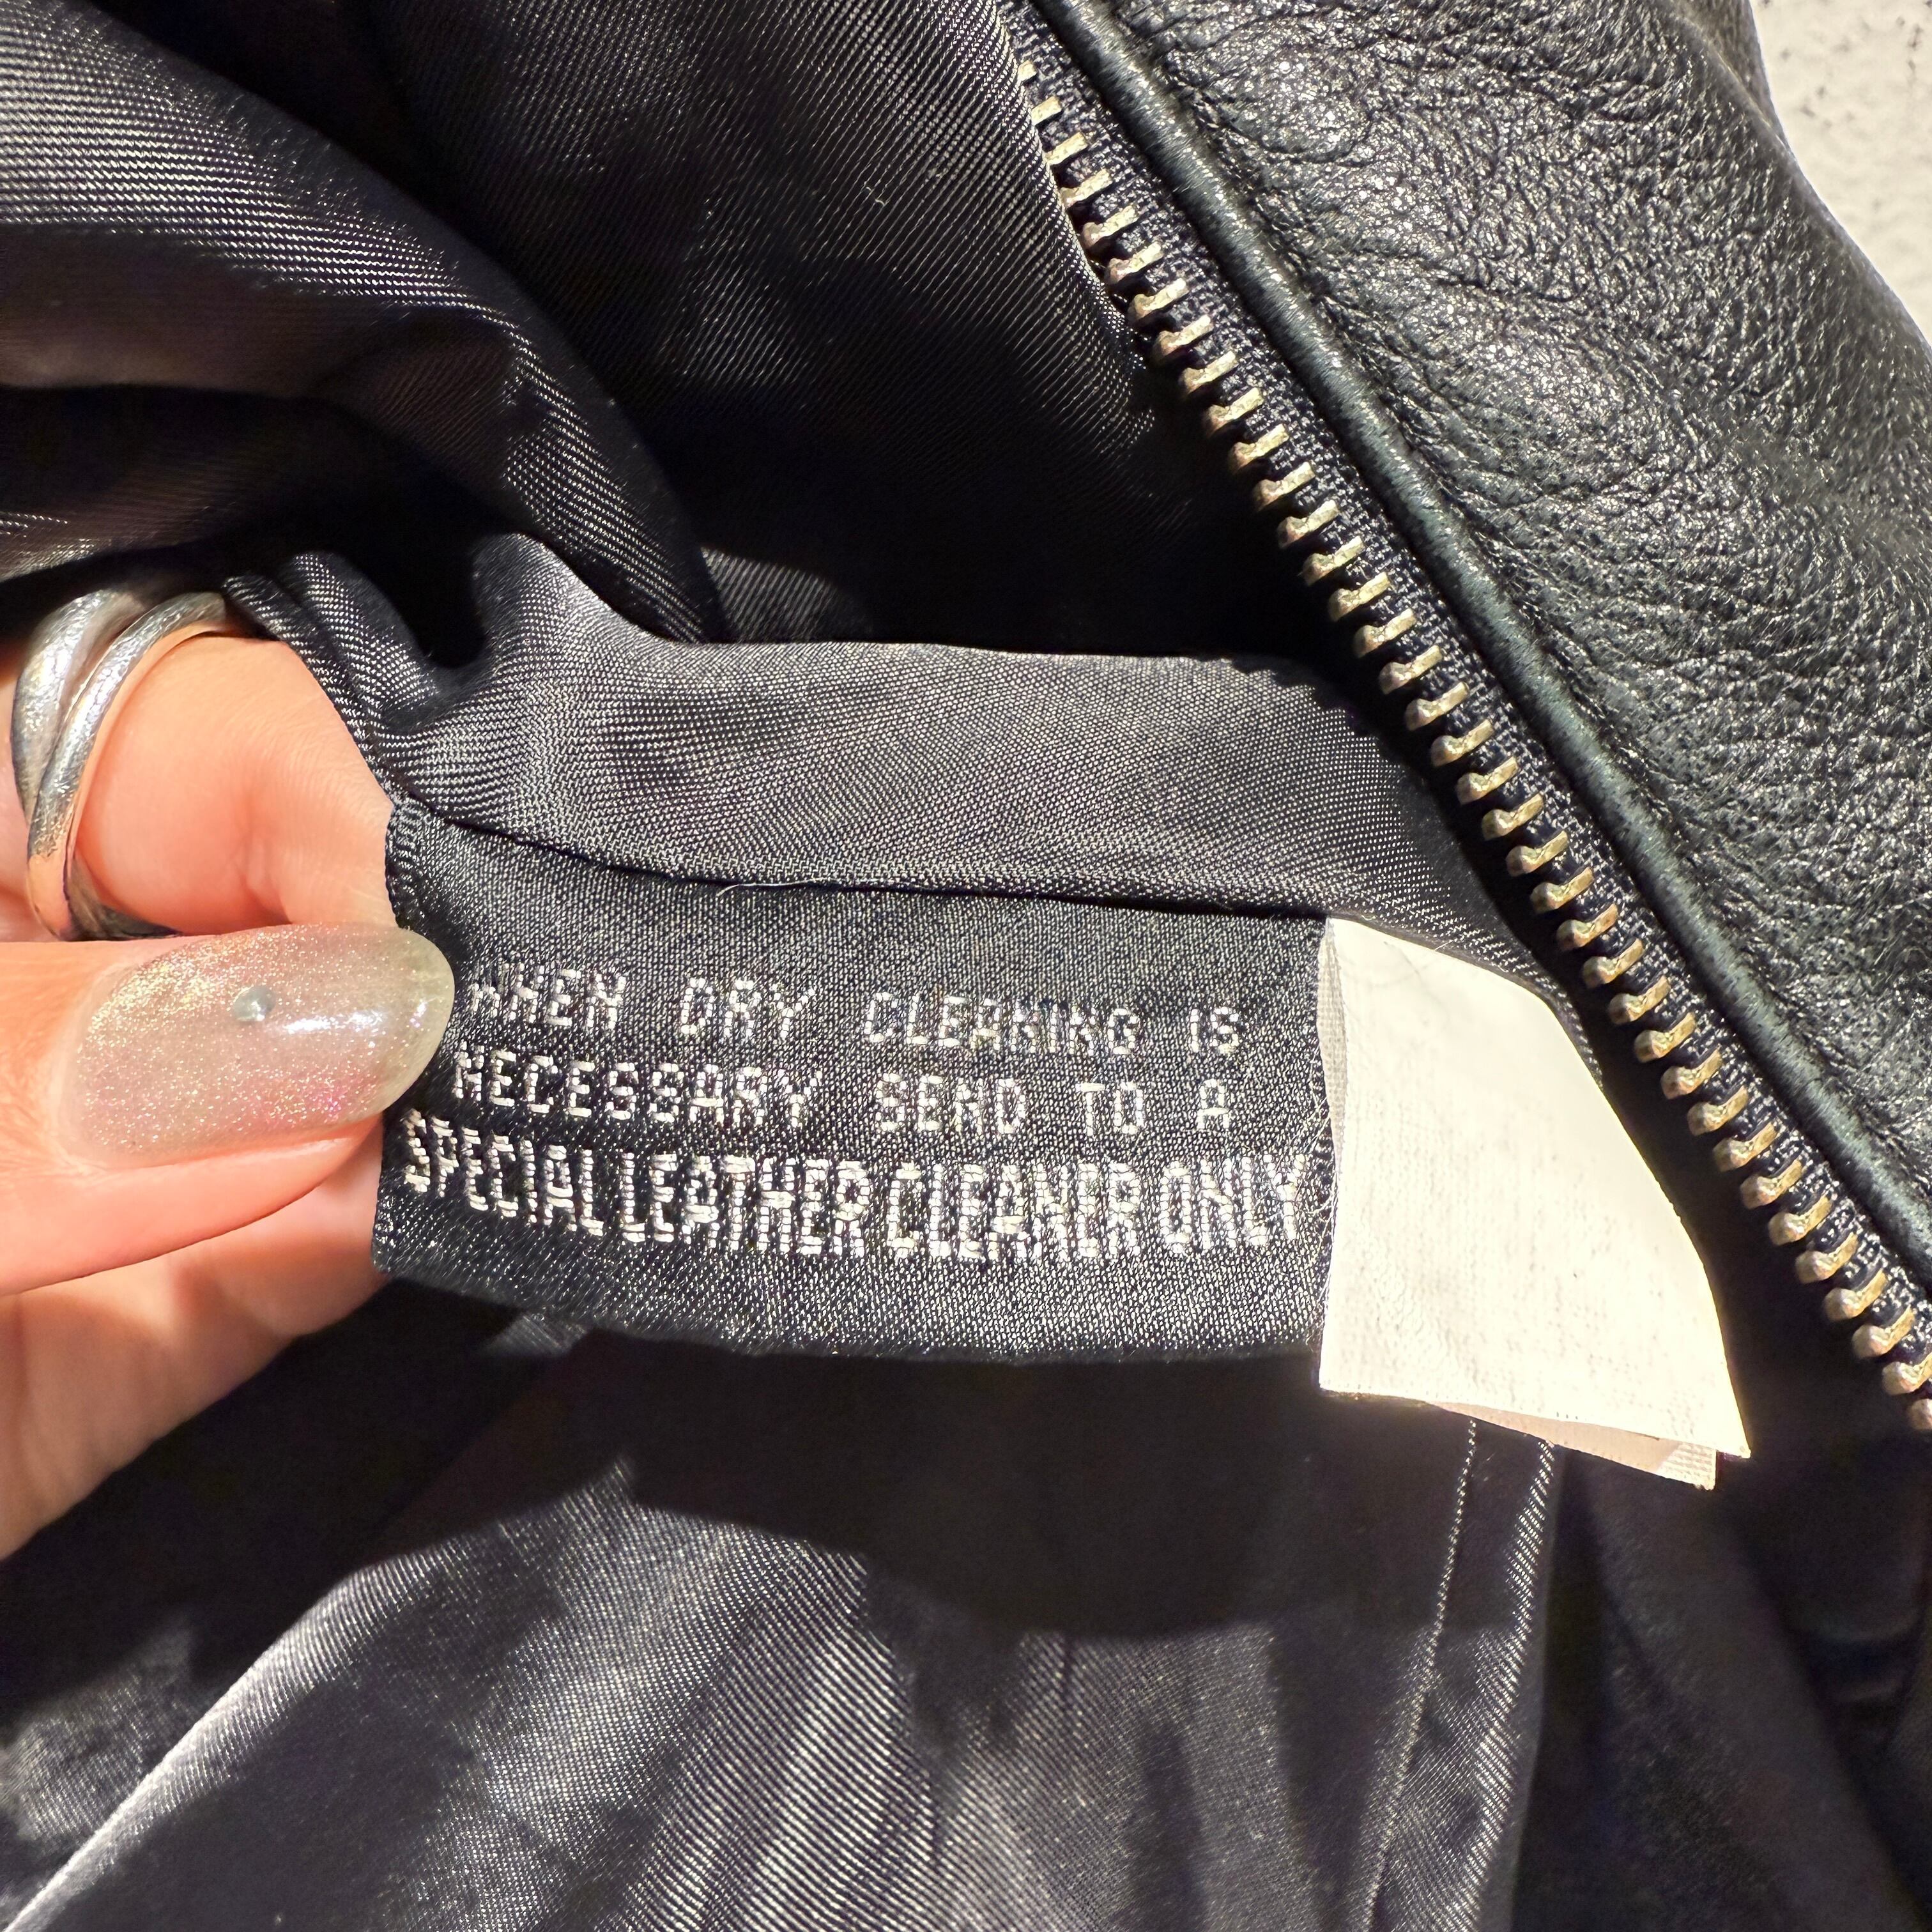 WHEN DRY CLEANING IS
NECESSARY SEND TO A
SPECIAL LEATHER CLEANER ONLY